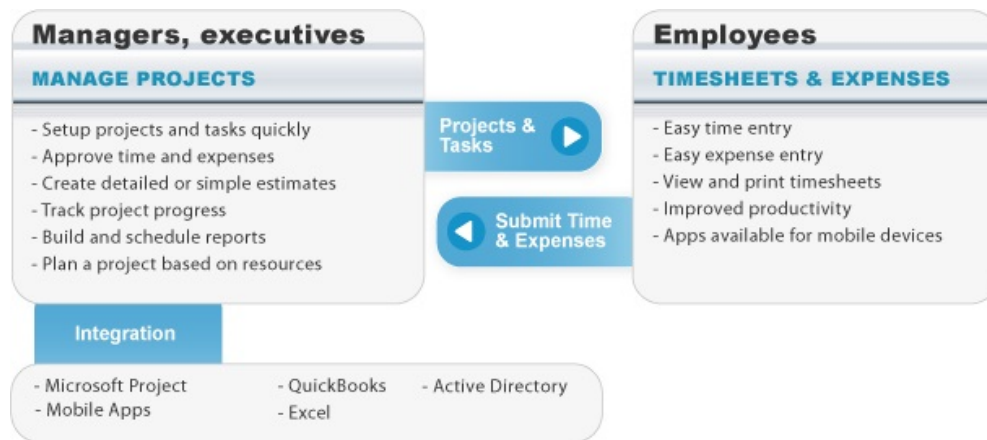 Managers, executives
MANAGE PROJECTS
- Setup projects and tasks quickly
- Approve time and expenses
- Create detailed or simple estimates
- Track project progress
- Build and schedule reports
- Plan a project based on resources
Projects &
Tasks
Submit Time
& Expenses
Employees
TIMESHEETS & EXPENSES
- Easy time entry
- Easy expense entry
- View and print timesheets
- Improved productivity
- Apps available for mobile devices
Integration
- Microsoft Project
- Mobile Apps
- QuickBooks
- Excel
- Active Directory